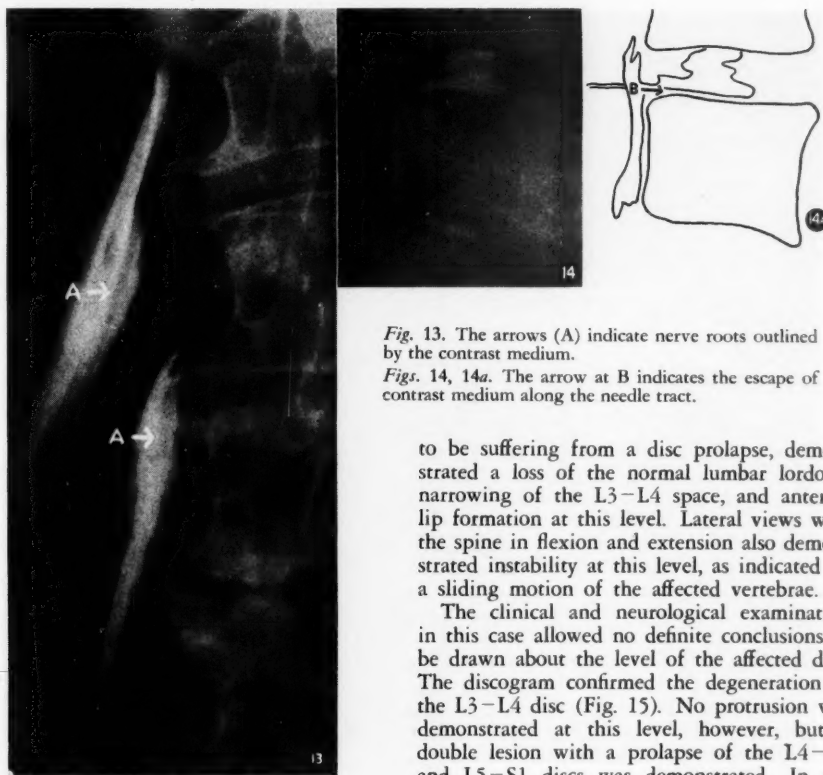 A
A
13
14
B
14
Fig. 13. The arrows (A) indicate nerve roots outlined
by the contrast medium.
Figs. 14, 14a. The arrow at B indicates the escape of
contrast medium along the needle tract.
to be suffering from a disc prolapse, dem
strated a loss of the normal lumbar lordo
narrowing of the L3−L4 space, and anter
lip formation at this level. Lateral views w
the spine in flexion and extension also dem
strated instability at this level, as indicated
a sliding motion of the affected vertebrae.
The clinical and neurological examinat
in this case allowed no definite conclusions
be drawn about the level of the affected d
The discogram confirmed the degeneration
the L3−L4 disc (Fig. 15). No protrusion
demonstrated at this level, however, but
double lesion with a prolapse of the L4−
and L5−S1 discs was demonstrated. In